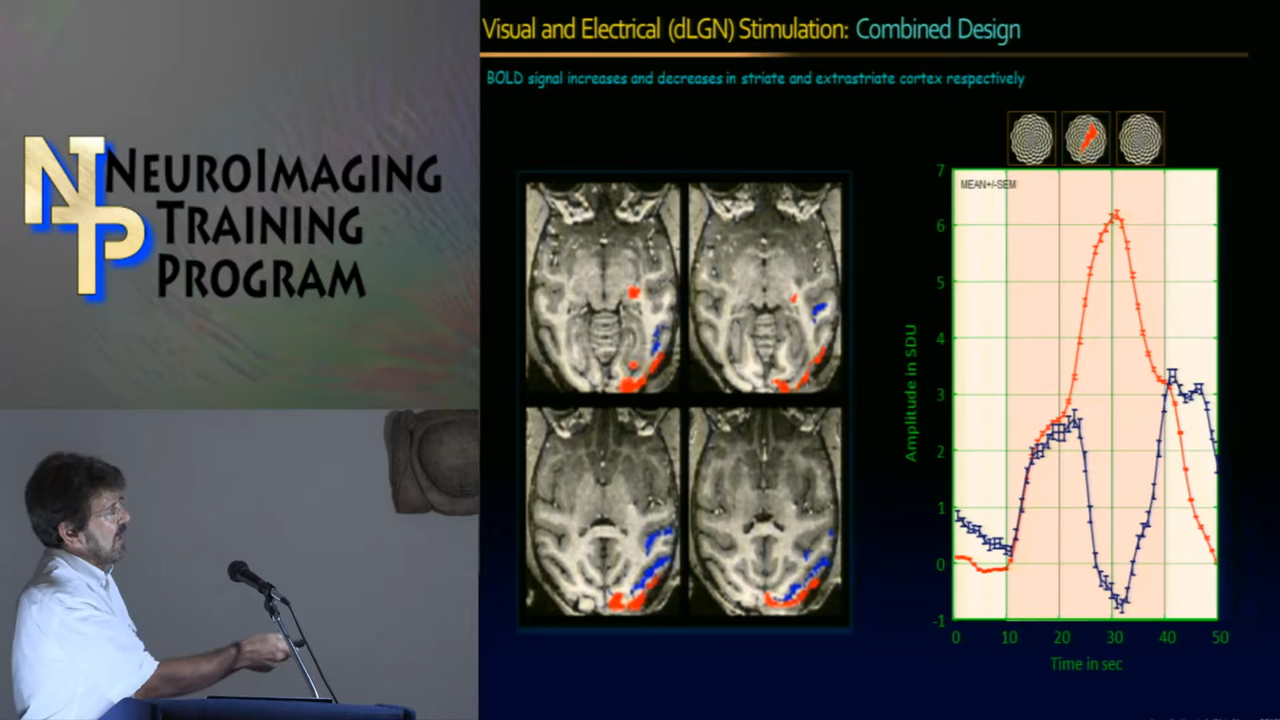 NEUROIMAGING
TRAINING
PROGRAM
NTP
Visual and Electrical (dLGN) Stimulation: Combined Design
BOLD signal increases and decreases in striate and extrastriate cortex respectively
MEAN+/-SEM
Amplitude in SDU
7
6
5
4
3
2
1
0
-1
0 10 20 30 40 50
Time in sec